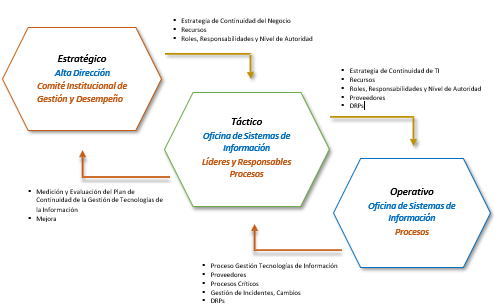 Estratégico
Alta Dirección
Comité Institucional de
Gestión y Desempeño
• Estrategía de Continuidad del Negocio
• Recursos
• Roles, Responsabilidades y Nivel de Autoridad
Táctico
Oficina de Sistemas de
Información
Líderes y Responsables
Procesos
• Estrategia de Continuidad de TI
• Recursos
• Roles, Responsabilidades y Nivel de Autoridad
• Proveedores
• DRPs
Operativo
Oficina de Sistemas de
Información
Procesos
• Medición y Evaluación del Plan de
Continuidad de la Gestión de Tecnologías de
la Información
• Mejora
• Proceso Gestión Tecnologías de Información
• Proveedores
• Procesos Críticos
• Gestión de Incidentes, Cambios
• DRPs